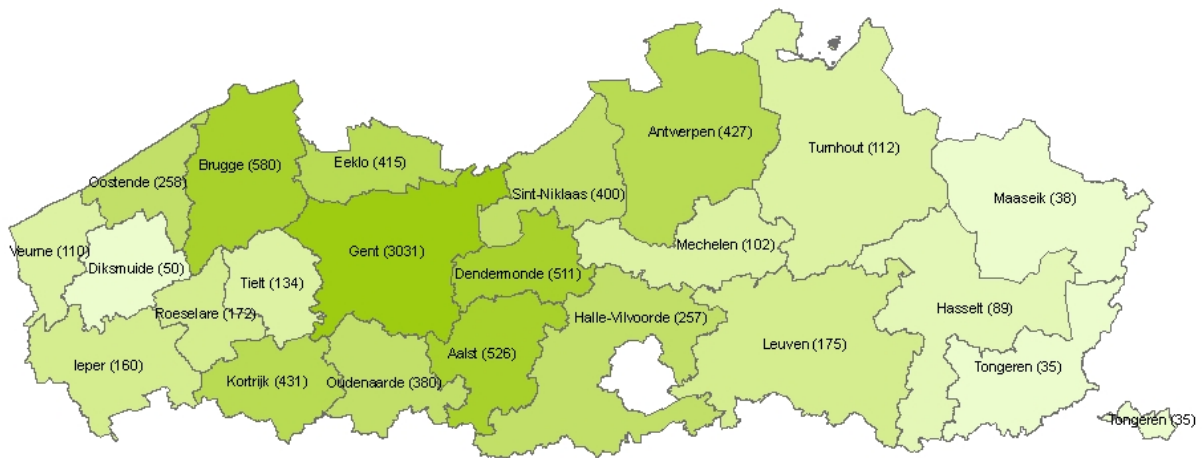 Antwerpen (427)
Turnhout (112)
Brugge (580)
Eeklo (415)
Oostende (258)
Sint-Niklaas (400)
Maaseik (38)
Veurne (110)
Gent (3031)
Mechelen (102)
Diksmuide (50)
Dendermonde (511)
Tielt (134)
Roeselare (172)
Halle-Vilvoorde (257)
Hasselt (89)
Leuven (175)
Aalst (526)
Ieper (160)
Tongeren (35)
Kortrijk (431)
Oudenaarde (380)
Tongeren (35)